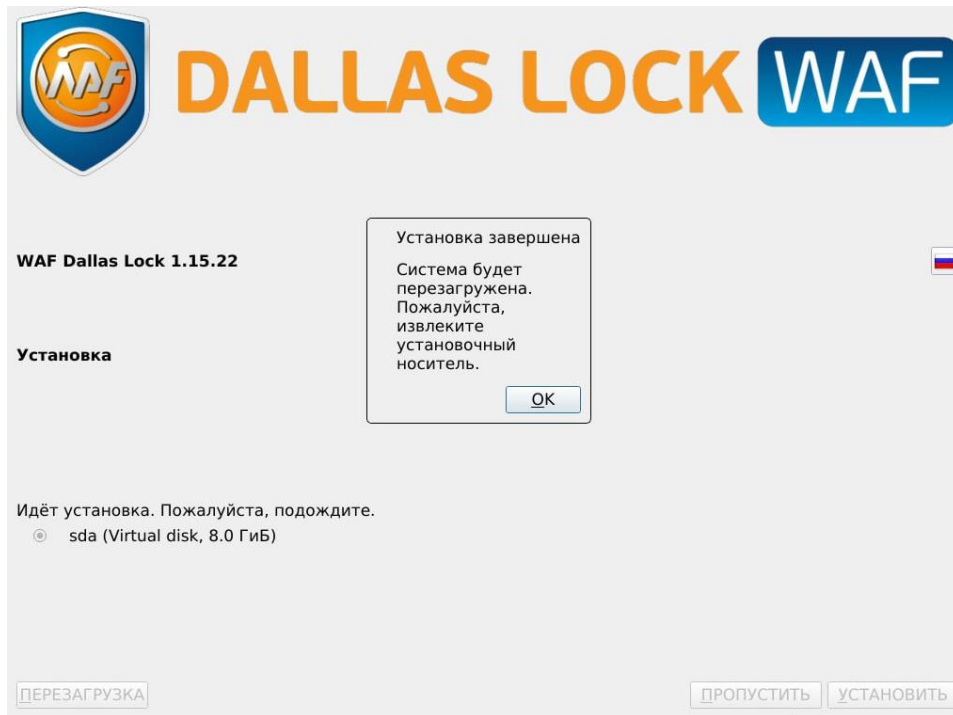 WAF
DALLAS LOCK WAF
WAF Dallas Lock 1.15.22
Установка завершена
Система будет
перезагружена.
Пожалуйста,
извлеките
установочный
носитель.
OK
Установка
Идёт установка. Пожалуйста, подождите.
sda (Virtual disk, 8.0 ГиБ)
ПЕРЕЗАГРУЗКА
ПРОПУСТИТЬ
УСТАНОВИТЬ